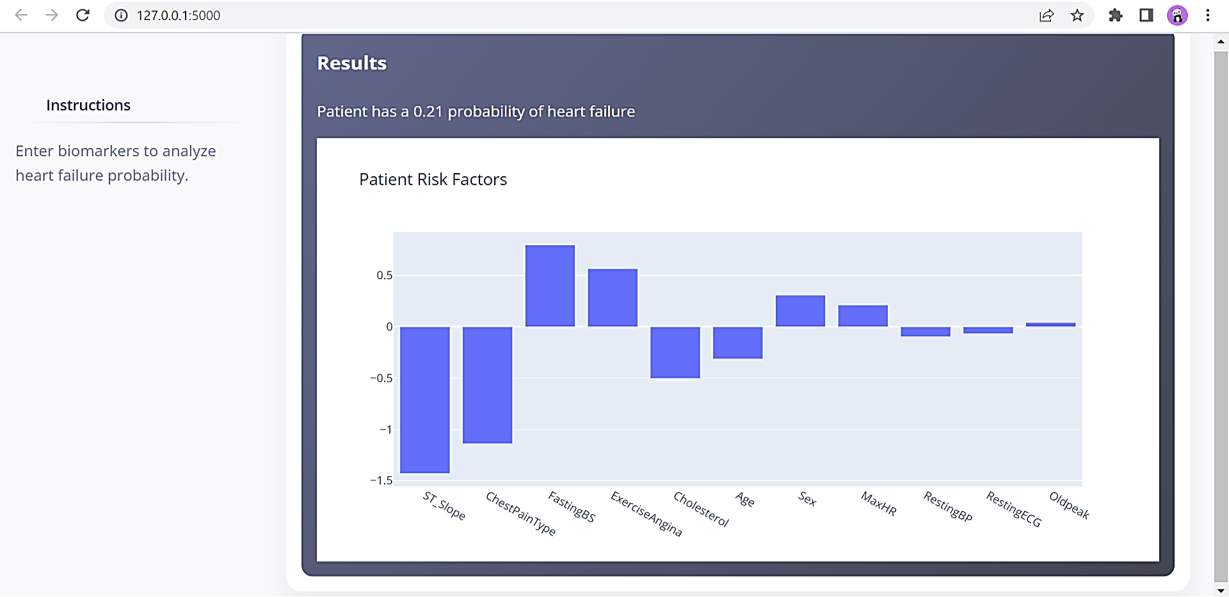 127.0.0.1:5000
Instructions
Enter biomarkers to analyze
heart failure probability.
Results
Patient has a 0.21 probability of heart failure
Patient Risk Factors
0.5
0
−0.5
−1
−1.5
ST_Slope
ChestPainType
FastingBS
ExerciseAngina
Cholesterol
Age
Sex
MaxHR
RestingBP
RestingECG
Oldpeak